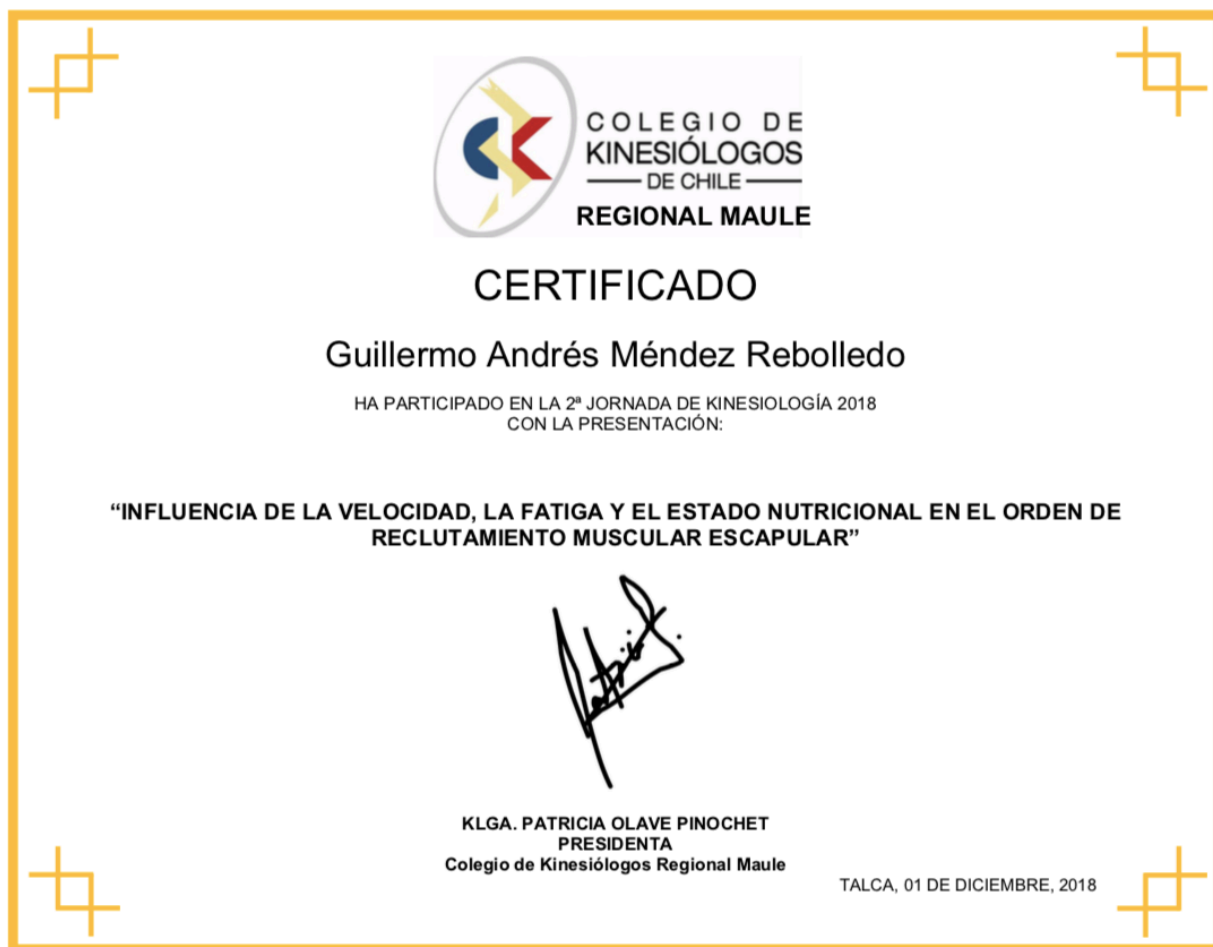 COLEGIO DE
KINESIÓLOGOS
DE CHILE
REGIONAL MAULE
CERTIFICADO
Guillermo Andrés Méndez Rebolledo
HA PARTICIPADO EN LA 2ª JORNADA DE KINESIOLOGÍA 2018
CON LA PRESENTACIÓN:
“INFLUENCIA DE LA VELOCIDAD, LA FATIGA Y EL ESTADO NUTRICIONAL EN EL ORDEN DE
RECLUTAMIENTO MUSCULAR ESCAPULAR”
KLGA. PATRICIA OLAVE PINOCHET
PRESIDENTA
Colegio de Kinesiólogos Regional Maule
TALCA, 01 DE DICIEMBRE, 2018